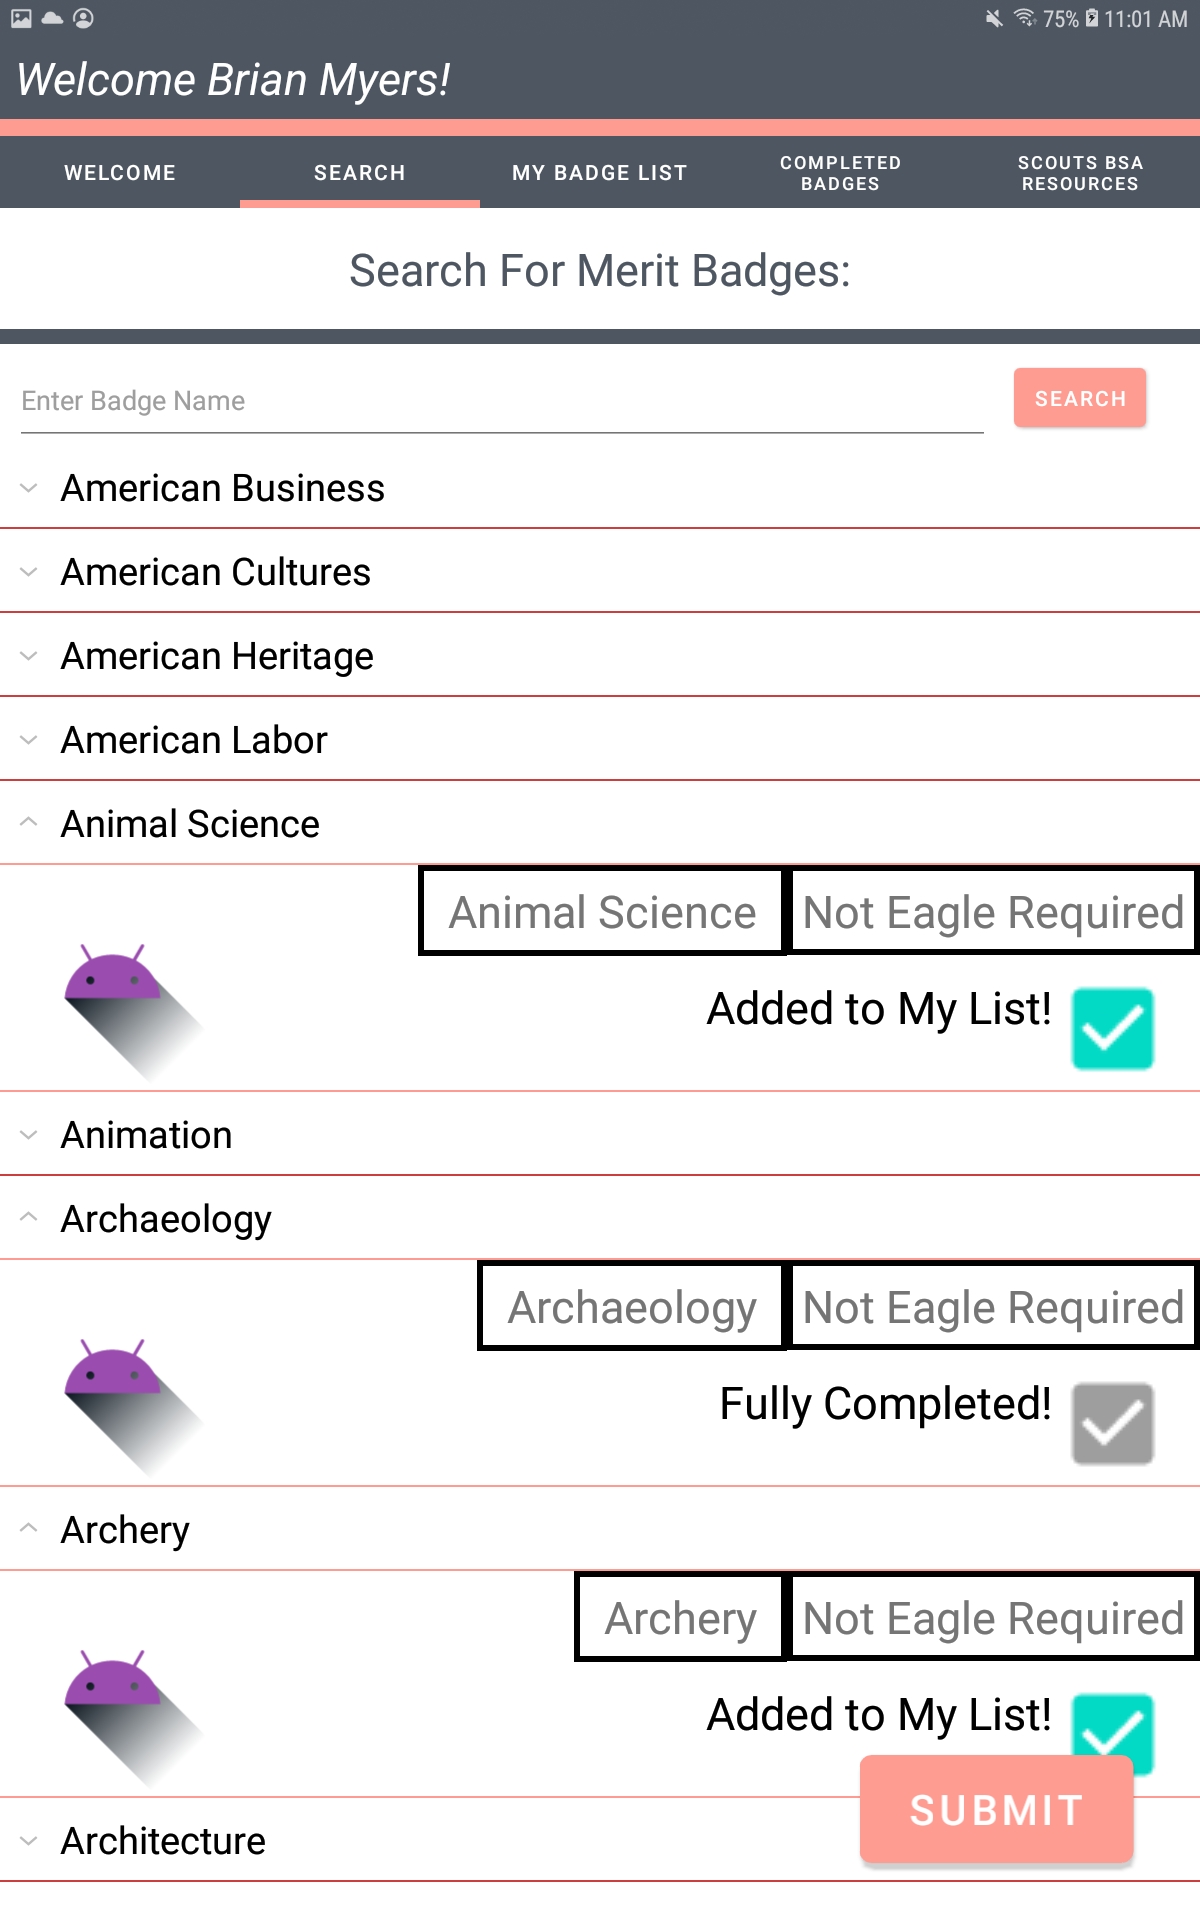 75% 11:01 AM
Welcome Brian Myers!
WELCOME
SEARCH
MY BADGE LIST
COMPLETED
BADGES
SCOUTS BSA
RESOURCES
Search For Merit Badges:
Enter Badge Name
SEARCH
American Business
American Cultures
American Heritage
American Labor
Animal Science
Animal Science
Not Eagle Required
Added to My List!
Animation
Archaeology
Archaeology
Not Eagle Required
Fully Completed!
Archery
Archery
Not Eagle Required
Added to My List!
SUBMIT
Architecture